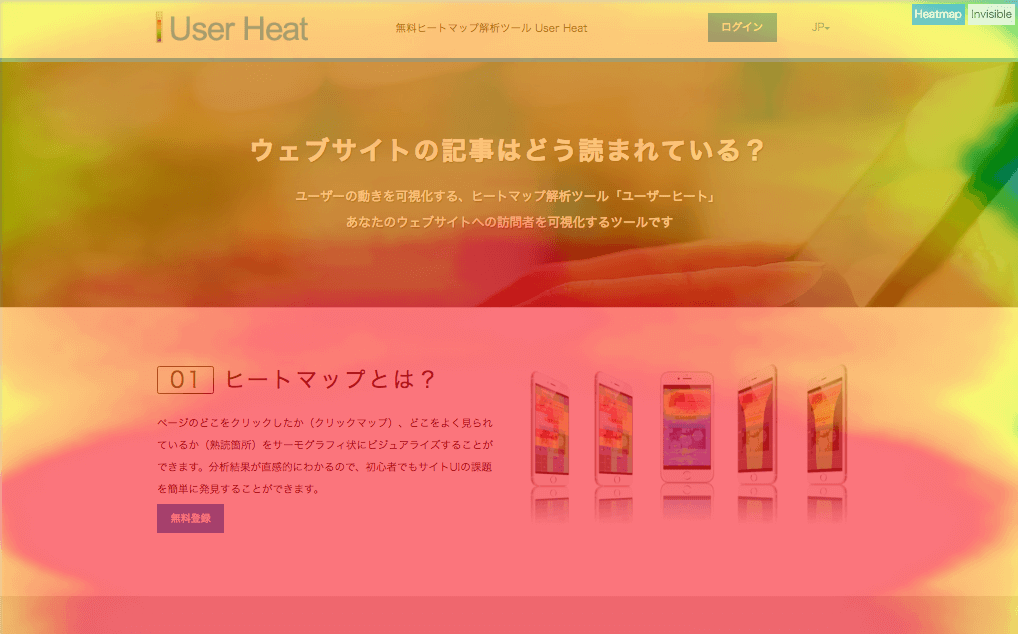 User Heat
無料ヒートマップ解析ツール User Heat
ログイン
JP
Heatmap
Invisible
ウェブサイトの記事はどう読まれている？
ユーザーの動きを可視化する、ヒートマップ解析ツール「ユーザーヒート」
あなたのウェブサイトへの訪問者を可視化するツールです
01 ヒートマップとは？
ページのどこをクリックしたか（クリックマップ）、どこをよく見られ
ているか（熟読箇所）をサーモグラフィ状にビジュアライズすることが
できます。分析結果が直感的にわかるので、初心者でもサイトUIの課題
を簡単に発見することができます。
無料登録